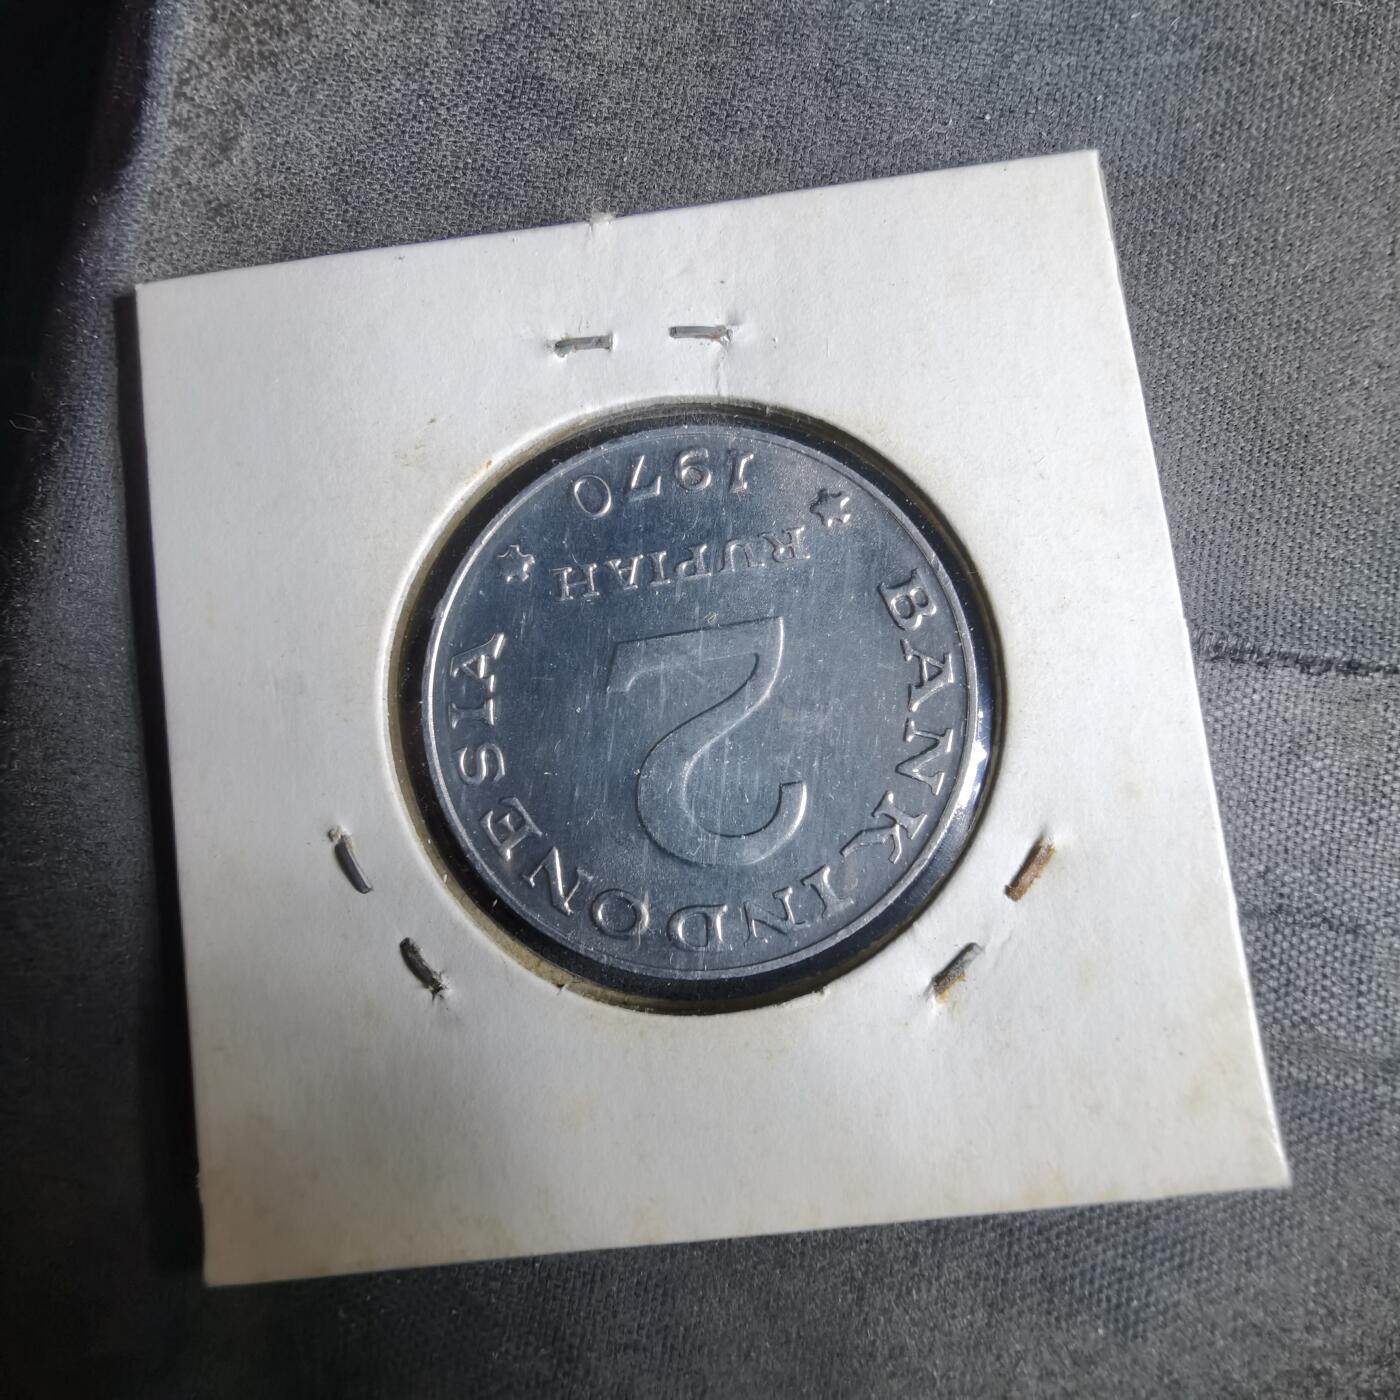 BANK INDONESIA
2
RUPIAH
1970